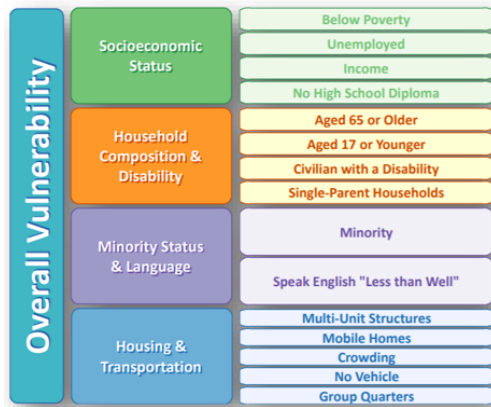 Overall Vulnerability
Socioeconomic
Status
Below Poverty
Unemployed
Income
No High School Diploma
Household
Composition &
Disability
Aged 65 or Older
Aged 17 or Younger
Civilian with a Disability
Single-Parent Households
Minority Status
& Language
Minority
Speak English "Less than Well"
Housing &
Transportation
Multi-Unit Structures
Mobile Homes
Crowding
No Vehicle
Group Quarters